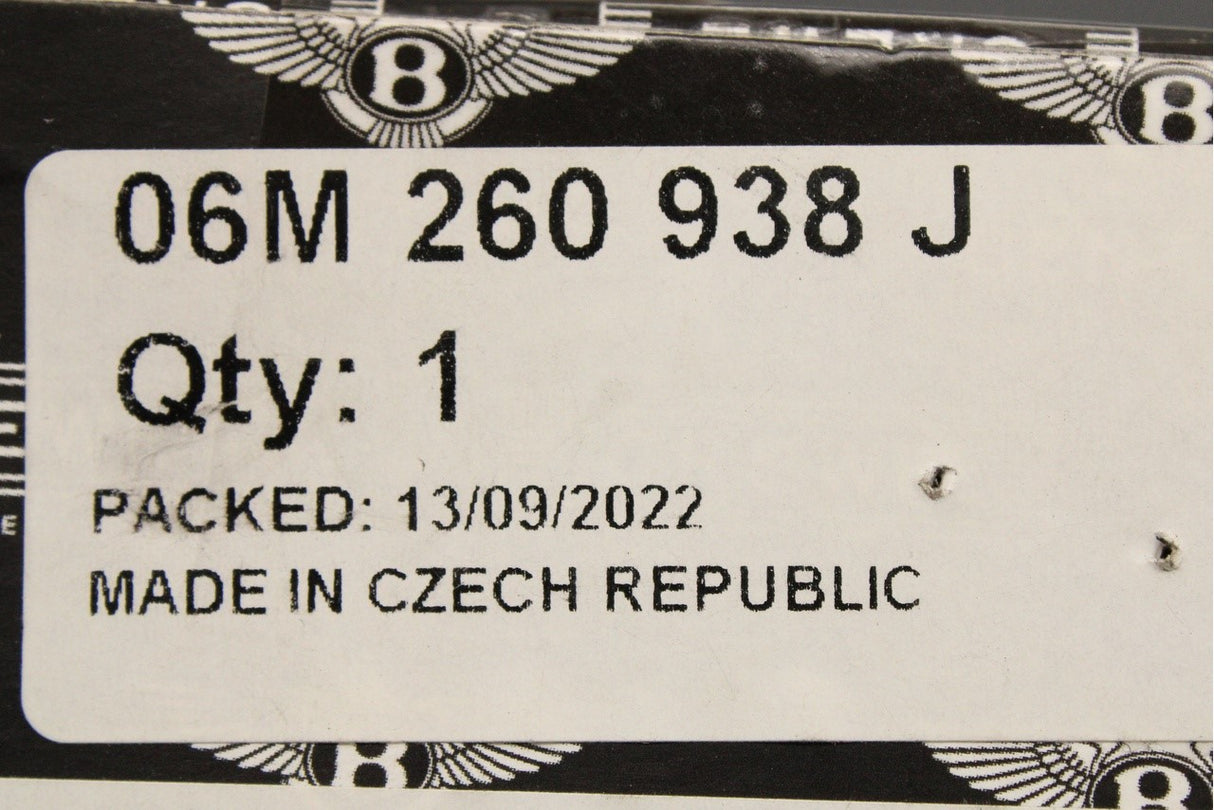 B
B
06M 260 938 J
Qty: 1
PACKED: 13/09/2022
MADE IN CZECH REPUBLIC
E
B
B